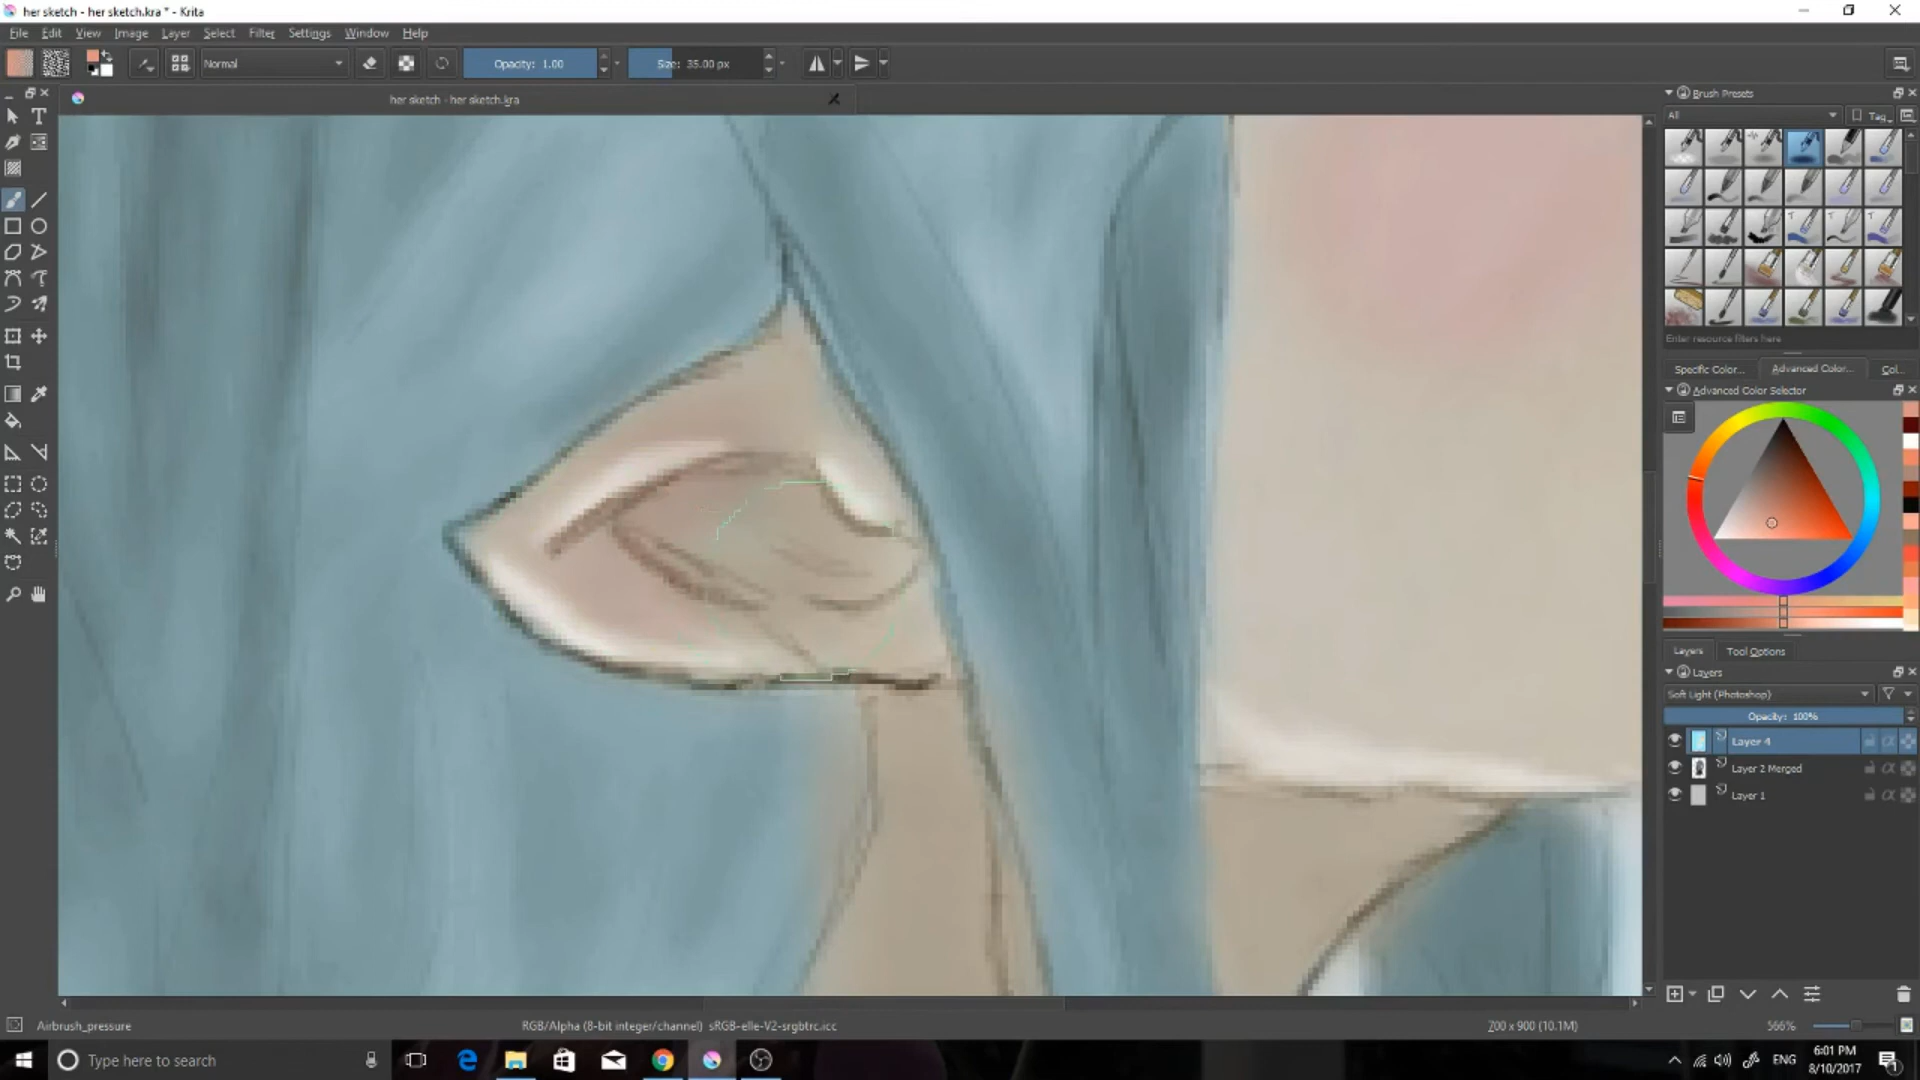 her sketch - her sketch.kra * - Krita
File Edit View Image Layer Select Filter Settings Window Help
Normal Opacity: 1.00 Size: 35.00 px
her sketch - her sketch.kra
Brush Presets
All Tag
Enter resource filters here
Specific Color... Advanced Color... Col...
Advanced Color Selector
Layers Tool Options
Layers
Soft Light (Photoshop)
Opacity: 100%
Layer 4
Layer 2 Merged
Layer 1
Airbrush_pressure RGB/Alpha (8-bit integer/channel) sRGB-elle-V2-srgbtrc.icc 700 x 900 (10.1M) 566%
Type here to search ENG 6:01 PM
8/10/2017